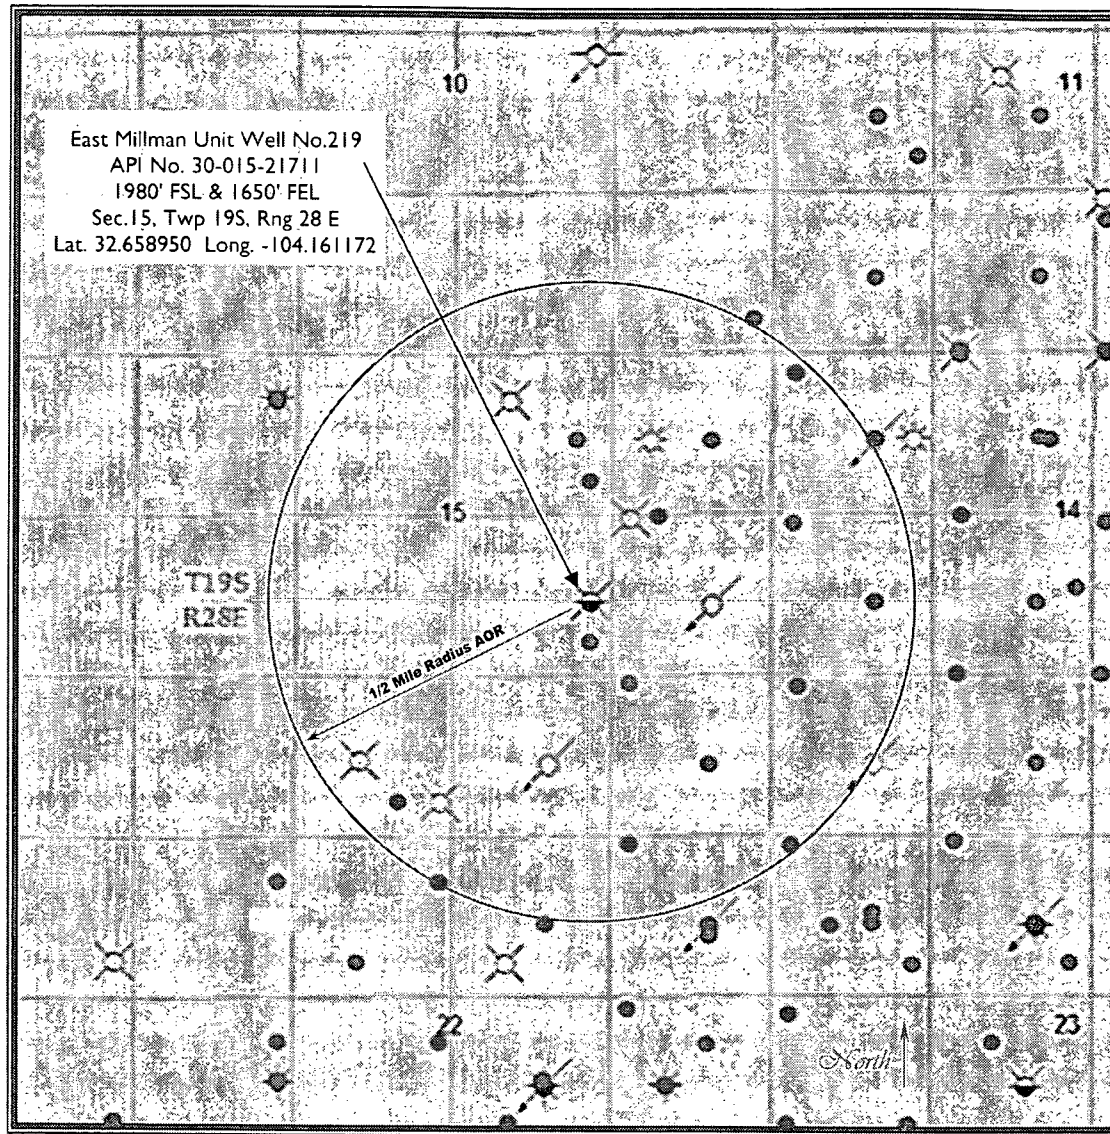 10
11
East Millman Unit Well No.219
API No. 30-015-21711
1980' FSL & 1650' FEL
Sec.15, Twp 19S, Rng 28 E
Lat. 32.658950 Long. -104.161172
15
14
T19S
R28E
1/2 Mile Radius AOR
22
23
North